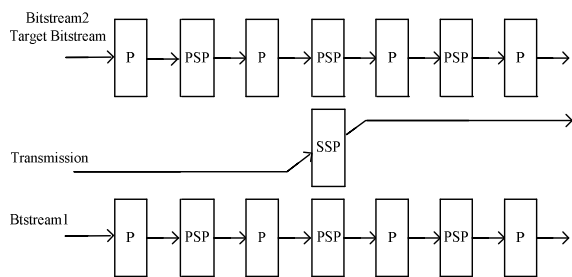 Bitstream2
Target Bitstream
P PSP P PSP P PSP P
SSP
Transmission
Btstream1
P PSP P PSP P PSP P